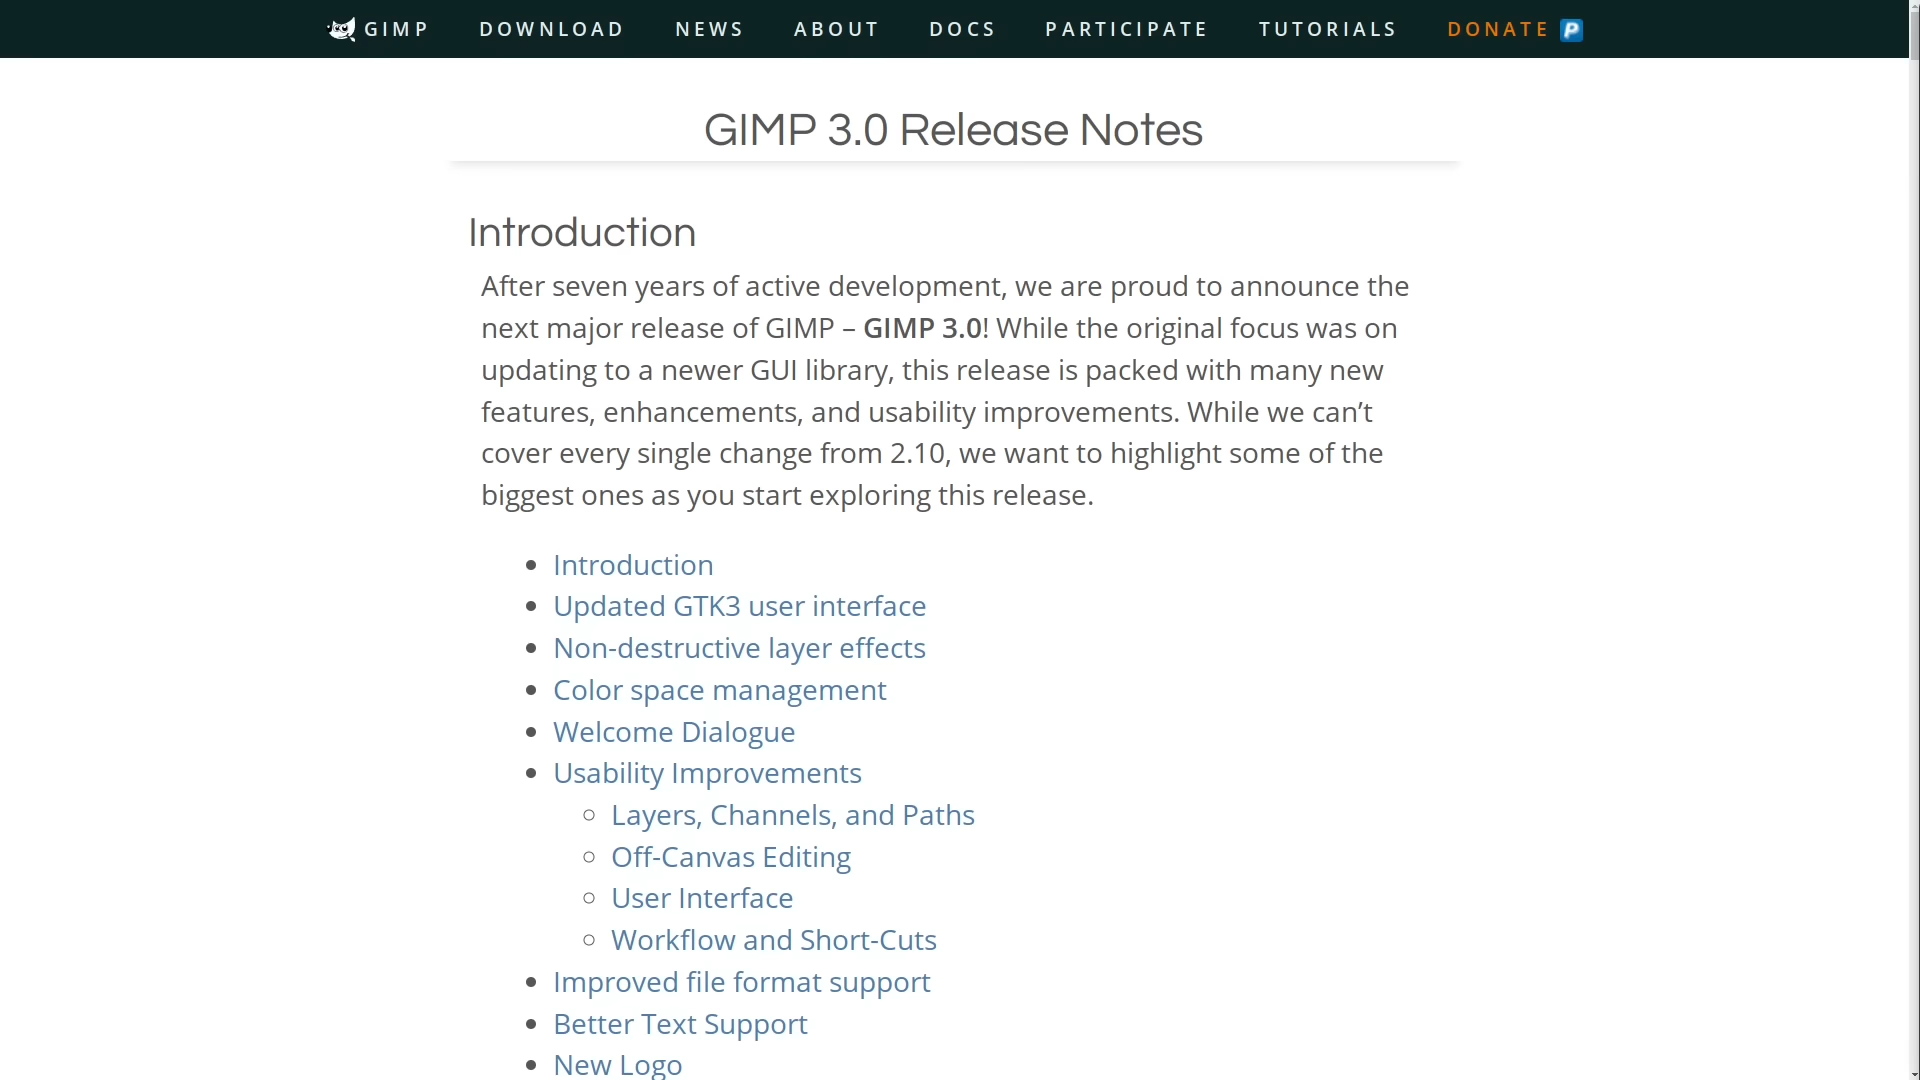 GIMP DOWNLOAD NEWS ABOUT DOCS PARTICIPATE TUTORIALS DONATE
GIMP 3.0 Release Notes
Introduction
After seven years of active development, we are proud to announce the
next major release of GIMP – GIMP 3.0! While the original focus was on
updating to a newer GUI library, this release is packed with many new
features, enhancements, and usability improvements. While we can’t
cover every single change from 2.10, we want to highlight some of the
biggest ones as you start exploring this release.
Introduction
Updated GTK3 user interface
Non-destructive layer effects
Color space management
Welcome Dialogue
Usability Improvements
Layers, Channels, and Paths
Off-Canvas Editing
User Interface
Workflow and Short-Cuts
Improved file format support
Better Text Support
New Logo